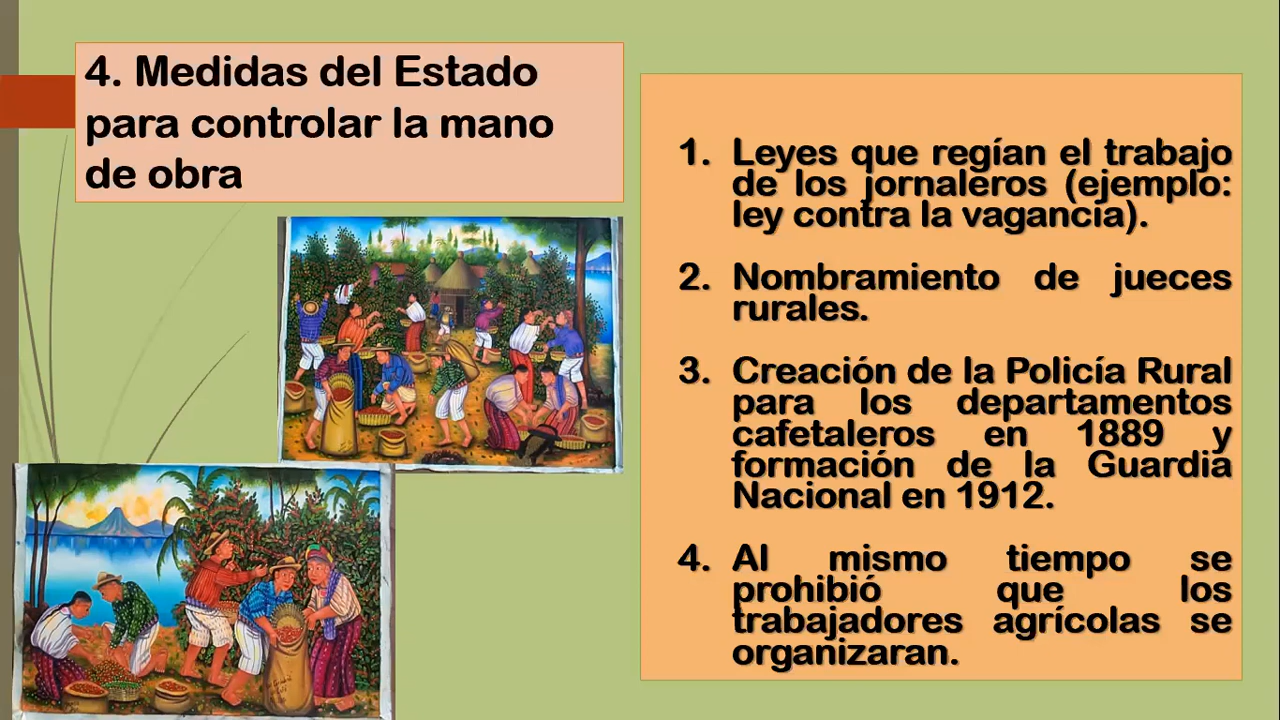 4. Medidas del Estado
para controlar la mano
de obra
1. Leyes que regían el trabajo
de los jornaleros (ejemplo:
ley contra la vagancia).
2. Nombramiento de jueces
rurales.
3. Creación de la Policía Rural
para los departamentos
cafetaleros en 1889 y
formación de la Guardia
Nacional en 1912.
4. Al mismo tiempo se
prohibió que los
trabajadores agrícolas se
organizaran.